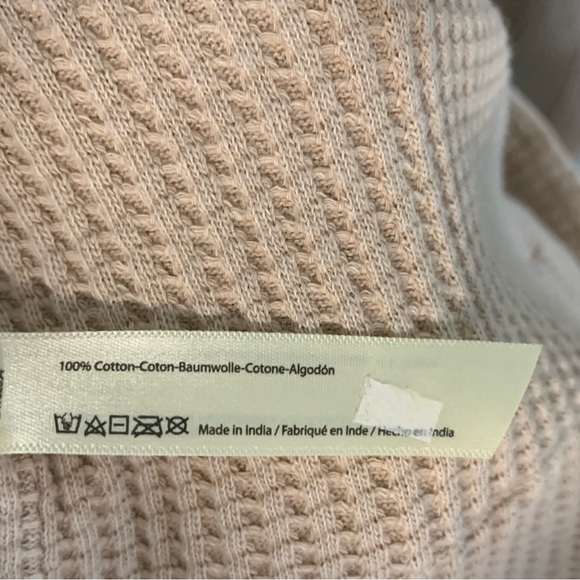 100% Cotton-Coton-Baumwolle-Cotone-Algodón
Made in India / Fabriqué en Inde / Hecho en India